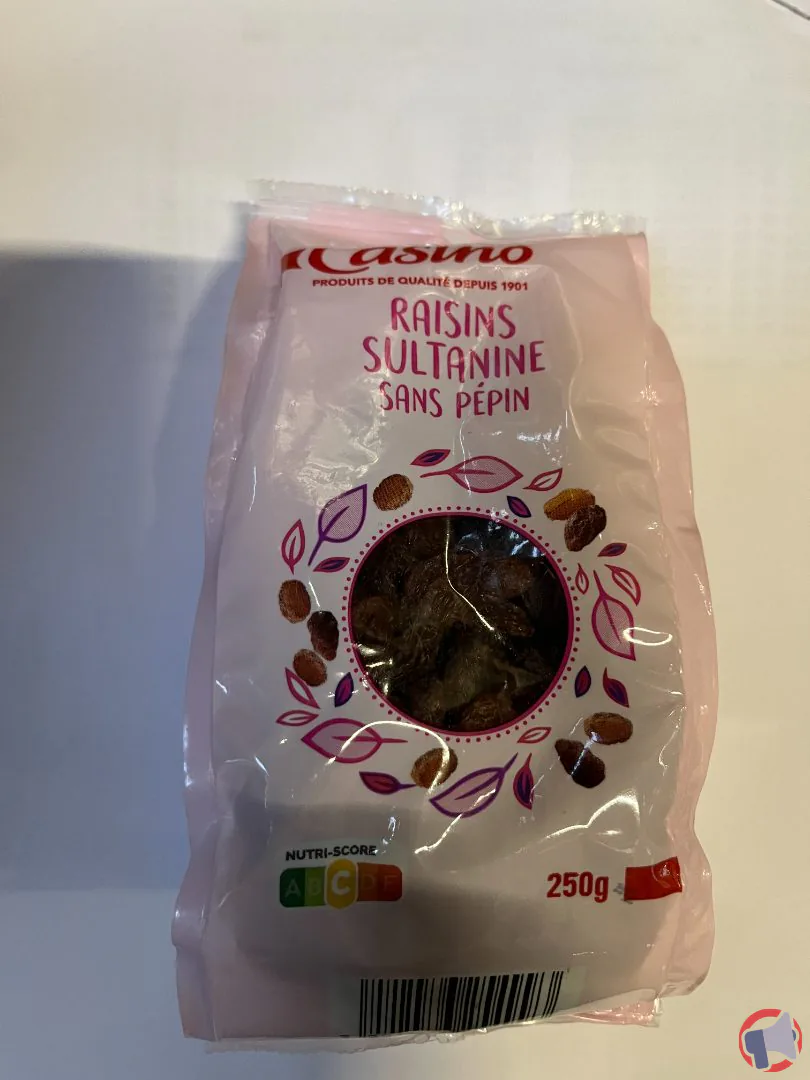 Casino
PRODUITS DE QUALITÉ DEPUIS 1901
RAISINS
SULTANINE
SANS PÉPIN
NUTRI-SCORE
A B C D E
250g